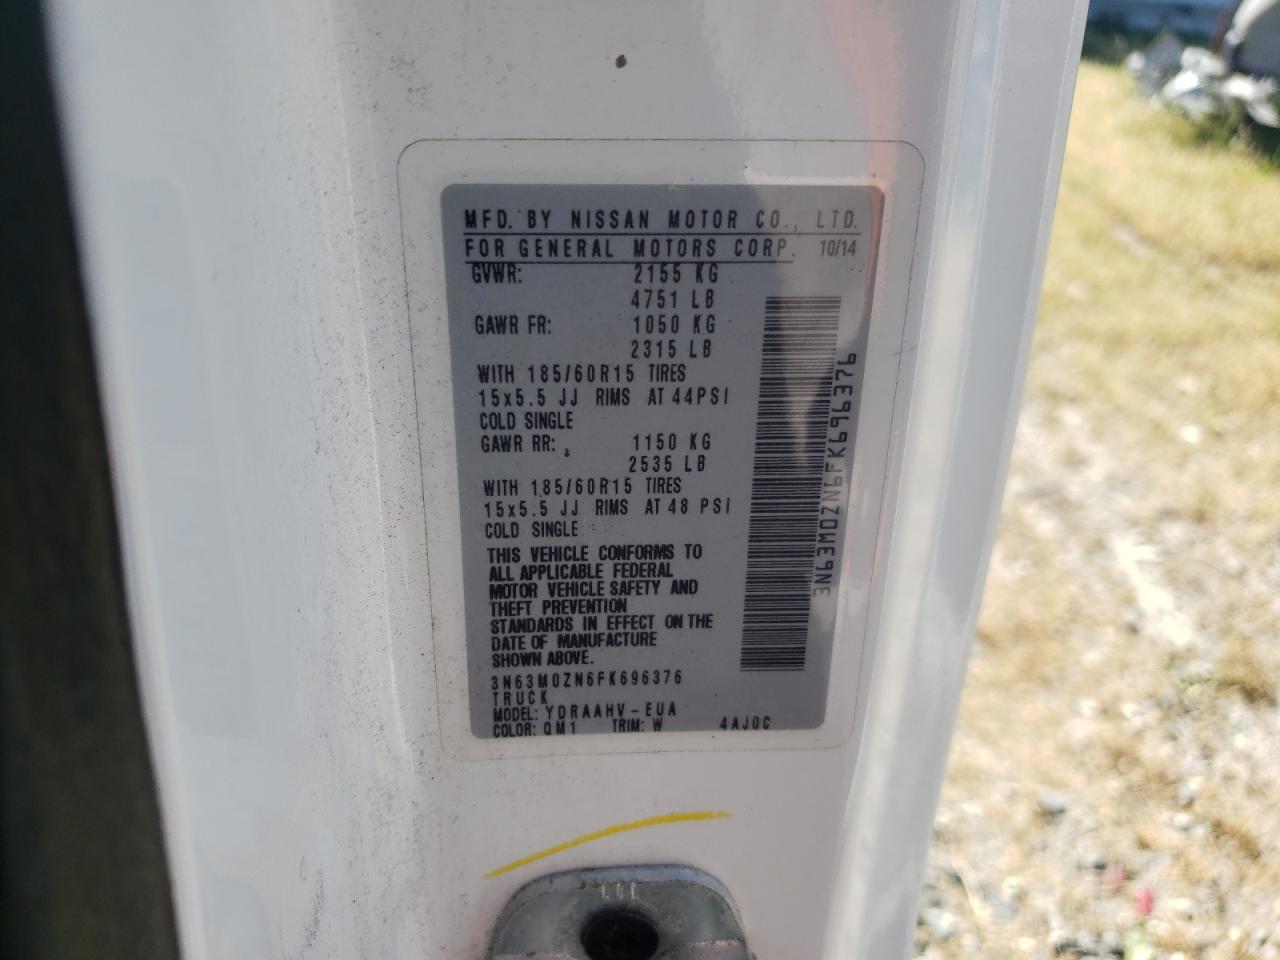 MFD. BY NISSAN MOTOR CO., LTD.
FOR GENERAL MOTORS CORP. 10/14
GVWR: 2155 KG
4751 LB
GAWR FR: 1050 KG
2315 LB
WITH 185/60R15 TIRES
15x5.5 JJ RIMS AT 44PSI
COLD SINGLE
GAWR RR: 1150 KG
2535 LB
WITH 185/60R15 TIRES
15x5.5 JJ RIMS AT 48 PSI
COLD SINGLE
THIS VEHICLE CONFORMS TO
ALL APPLICABLE FEDERAL
MOTOR VEHICLE SAFETY AND
THEFT PREVENTION
STANDARDS IN EFFECT ON THE
DATE OF MANUFACTURE
SHOWN ABOVE.
3N63M0ZN6FK696376
TRUCK
MODEL: YDRAAHV-EUA
COLOR: QM1 TRIM: W 4AJ0C
3N63M0ZN6FK696376